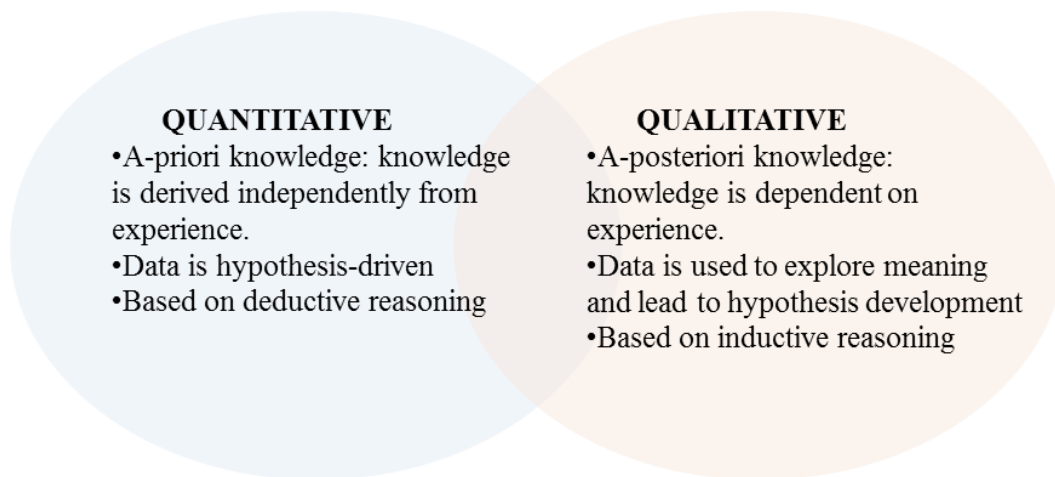 QUANTITATIVE
•A-priori knowledge: knowledge
is derived independently from
experience.
•Data is hypothesis-driven
•Based on deductive reasoning
QUALITATIVE
•A-posteriori knowledge:
knowledge is dependent on
experience.
•Data is used to explore meaning
and lead to hypothesis development
•Based on inductive reasoning